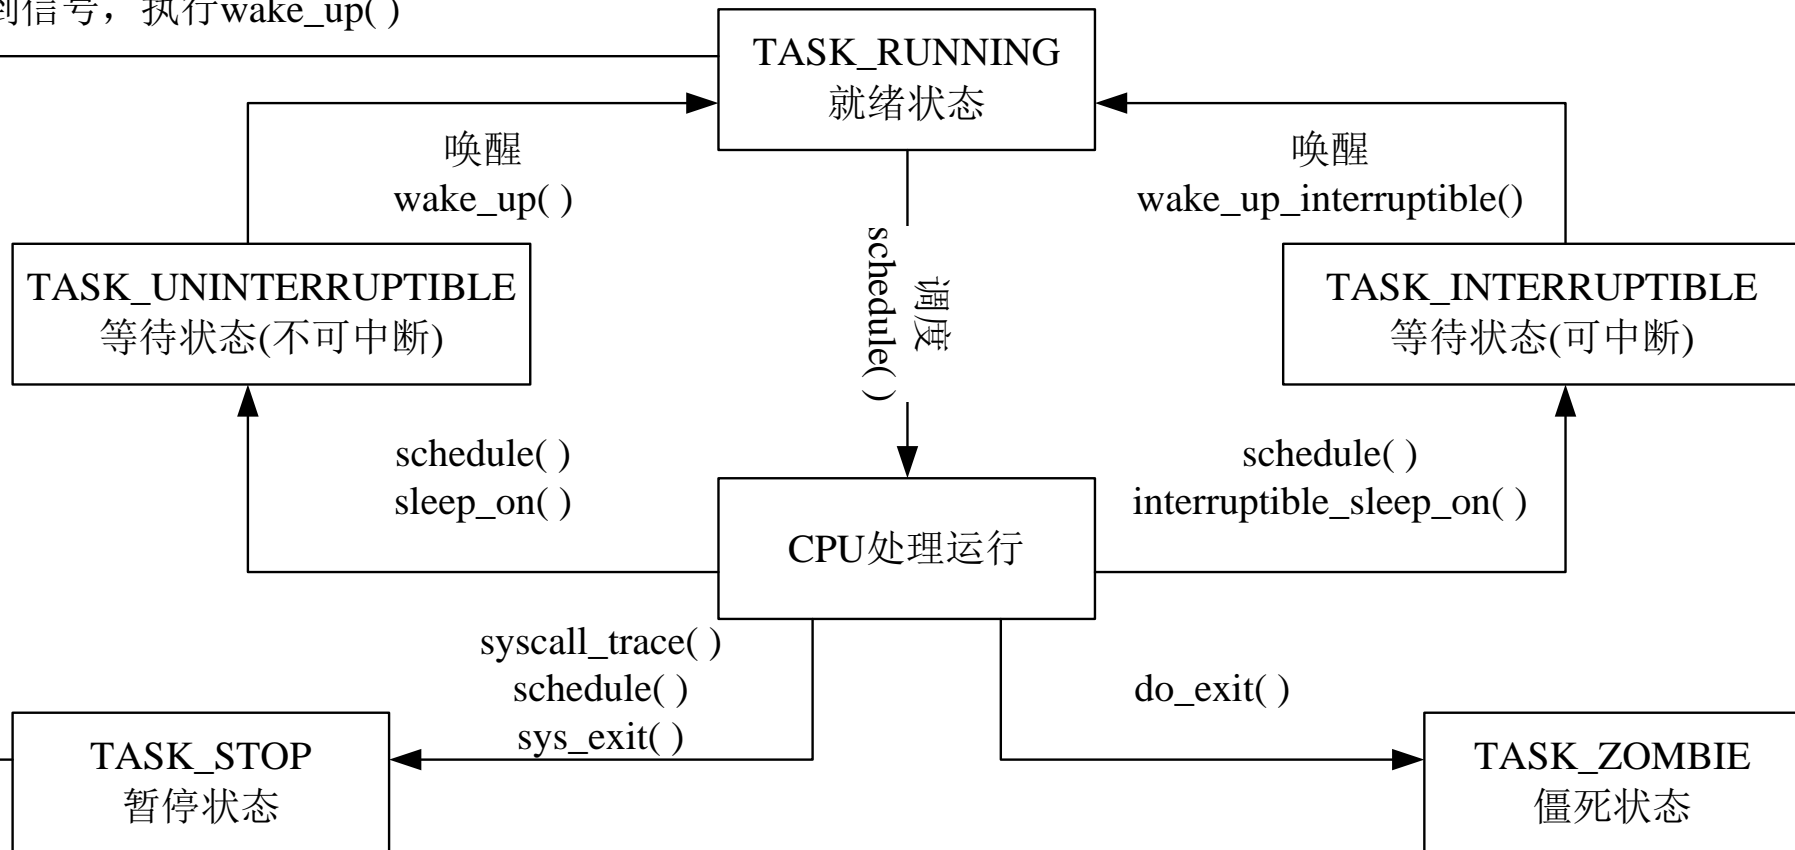 到信号，执行wake_up( )
TASK_RUNNING
就绪状态
唤醒
wake_up( )
唤醒
wake_up_interruptible()
TASK_UNINTERRUPTIBLE
等待状态(不可中断)
调度
schedule( )
TASK_INTERRUPTIBLE
等待状态(可中断)
schedule( )
sleep_on( )
schedule( )
interruptible_sleep_on( )
CPU处理运行
syscall_trace( )
schedule( )
sys_exit( )
do_exit( )
TASK_STOP
暂停状态
TASK_ZOMBIE
僵死状态